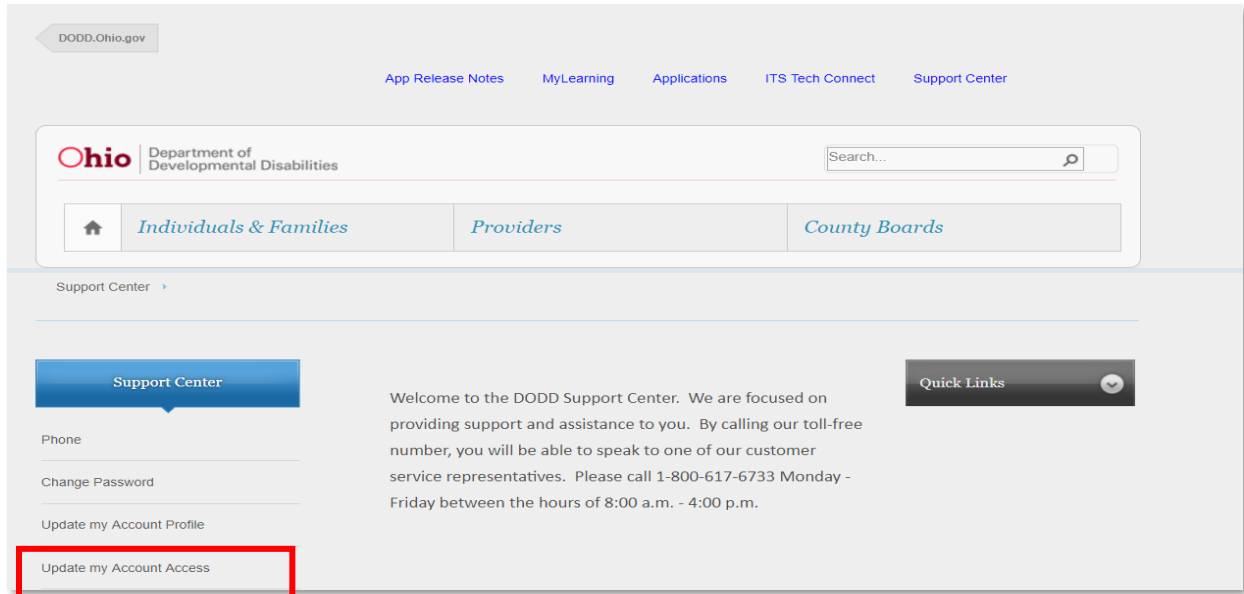 DODD.Ohio.gov
App Release Notes MyLearning Applications ITS Tech Connect Support Center
Ohio Department of
Developmental Disabilities
Search...
Individuals & Families Providers County Boards
Support Center ›
Support Center
Quick Links
Welcome to the DODD Support Center. We are focused on
providing support and assistance to you. By calling our toll-free
number, you will be able to speak to one of our customer
service representatives. Please call 1-800-617-6733 Monday -
Friday between the hours of 8:00 a.m. - 4:00 p.m.
Phone
Change Password
Update my Account Profile
Update my Account Access